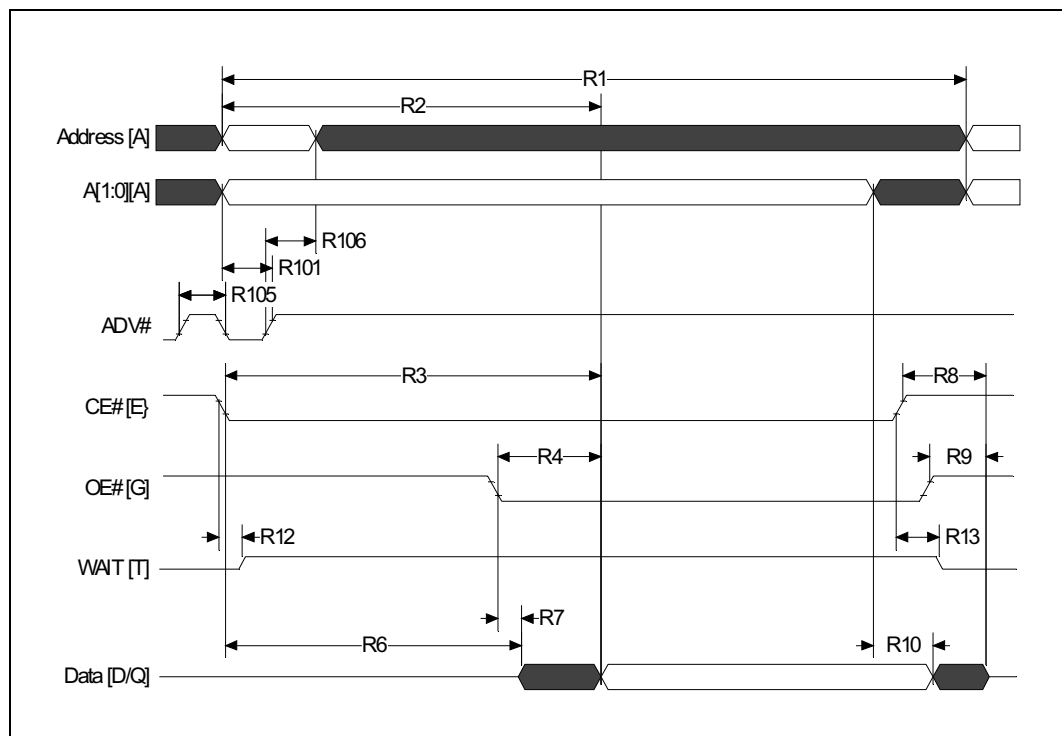 R1
R2
Address [A]
A[1:0][A]
R106
R101
R105
ADV#
R3
R8
CE# [E}
R4
R9
OE# [G]
R12
R13
WAIT [T]
R7
R6
R10
Data [D/Q]